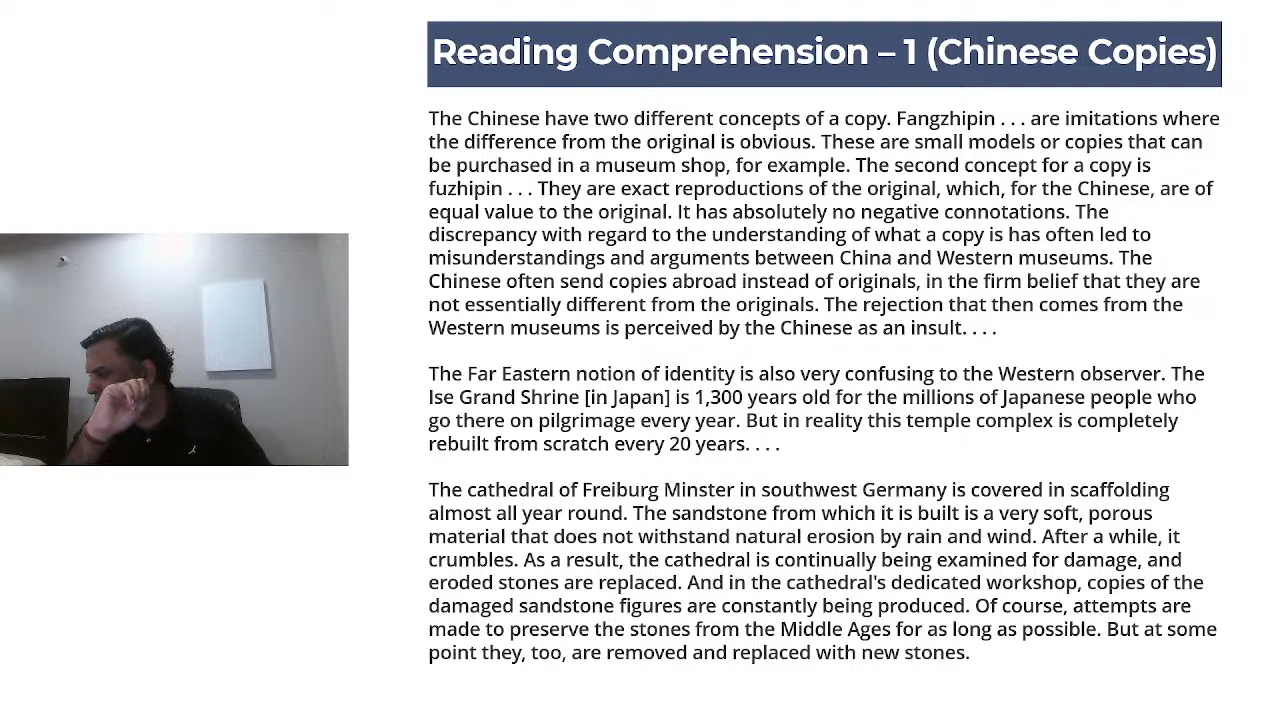 Reading Comprehension – 1 (Chinese Copies)
The Chinese have two different concepts of a copy. Fangzhipin . . . are imitations where
the difference from the original is obvious. These are small models or copies that can
be purchased in a museum shop, for example. The second concept for a copy is
fuzhipin . . . They are exact reproductions of the original, which, for the Chinese, are of
equal value to the original. It has absolutely no negative connotations. The
discrepancy with regard to the understanding of what a copy is has often led to
misunderstandings and arguments between China and Western museums. The
Chinese often send copies abroad instead of originals, in the firm belief that they are
not essentially different from the originals. The rejection that then comes from the
Western museums is perceived by the Chinese as an insult. . . .
The Far Eastern notion of identity is also very confusing to the Western observer. The
Ise Grand Shrine [in Japan] is 1,300 years old for the millions of Japanese people who
go there on pilgrimage every year. But in reality this temple complex is completely
rebuilt from scratch every 20 years. . . .
The cathedral of Freiburg Minster in southwest Germany is covered in scaffolding
almost all year round. The sandstone from which it is built is a very soft, porous
material that does not withstand natural erosion by rain and wind. After a while, it
crumbles. As a result, the cathedral is continually being examined for damage, and
eroded stones are replaced. And in the cathedral's dedicated workshop, copies of the
damaged sandstone figures are constantly being produced. Of course, attempts are
made to preserve the stones from the Middle Ages for as long as possible. But at some
point they, too, are removed and replaced with new stones.